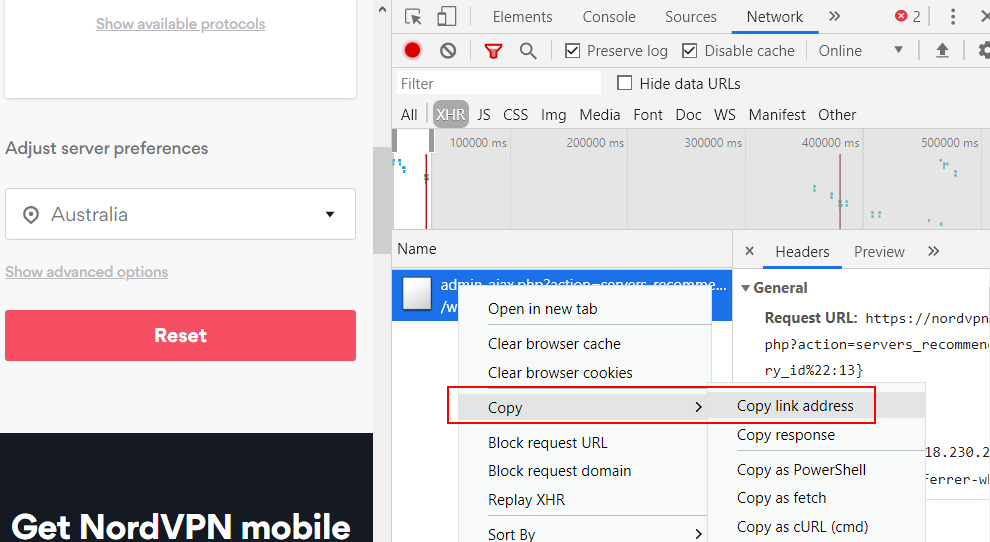 Show available protocols
Adjust server preferences
Australia
Show advanced options
Reset
Get NordVPN mobile
Elements Console Sources Network 2
Preserve log Disable cache Online
Filter Hide data URLs
All XHR JS CSS Img Media Font Doc WS Manifest Other
100000 ms 200000 ms 300000 ms 400000 ms 500000 ms
Name
admin-ajax.php?action=servers_recomme...
/w
Open in new tab
Clear browser cache
Clear browser cookies
Copy
Block request URL
Block request domain
Replay XHR
Sort By
Copy link address
Copy response
Copy as PowerShell
Copy as fetch
Copy as cURL (cmd)
Headers Preview
General
Request URL: https://nordvpn
php?action=servers_recommen
ry_id%22:13}
18.230.2
ferrer-wh